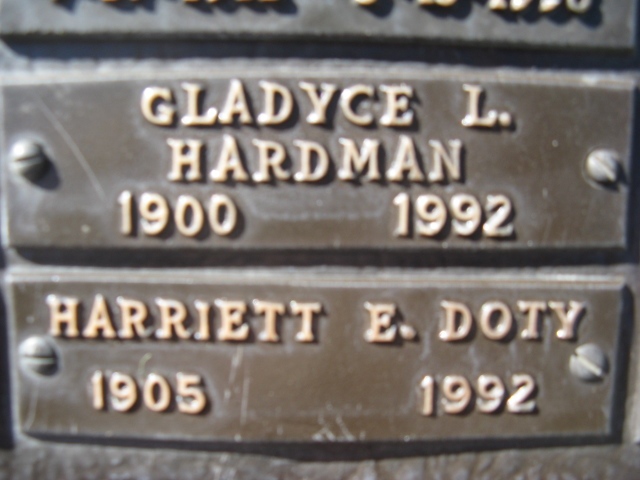 GLADYCE L.
HARDMAN
1900 1992
HARRIETT E. DOTY
1905 1992